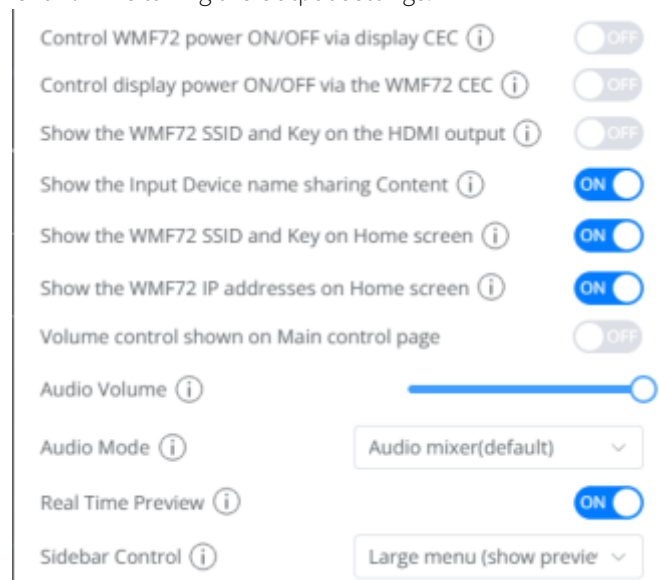 Control WMF72 power ON/OFF via display CEC i OFF
Control display power ON/OFF via the WMF72 CEC i OFF
Show the WMF72 SSID and Key on the HDMI output i OFF
Show the Input Device name sharing Content i ON
Show the WMF72 SSID and Key on Home screen i ON
Show the WMF72 IP addresses on Home screen i ON
Volume control shown on Main control page OFF
Audio Volume i
Audio Mode i Audio mixer(default)
Real Time Preview i ON
Sidebar Control i Large menu (show previe